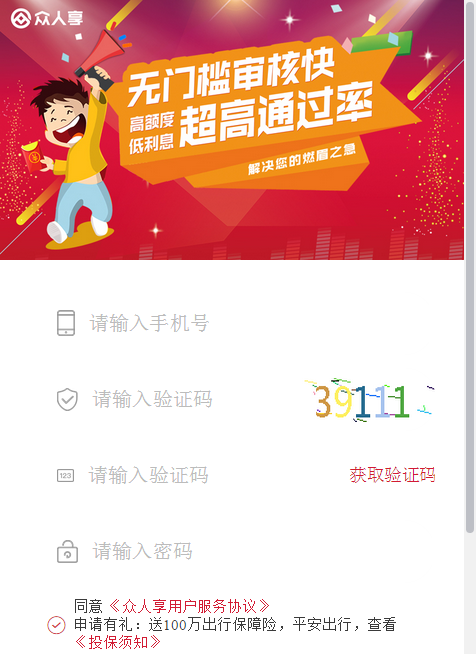 众人享
无门槛审核快
高额度
低利息
超高通过率
解决您的燃眉之急
请输入手机号
请输入验证码
39111
请输入验证码
获取验证码
请输入密码
同意《众人享用户服务协议》
申请有礼：送100万出行保障险，平安出行，查看
《投保须知》